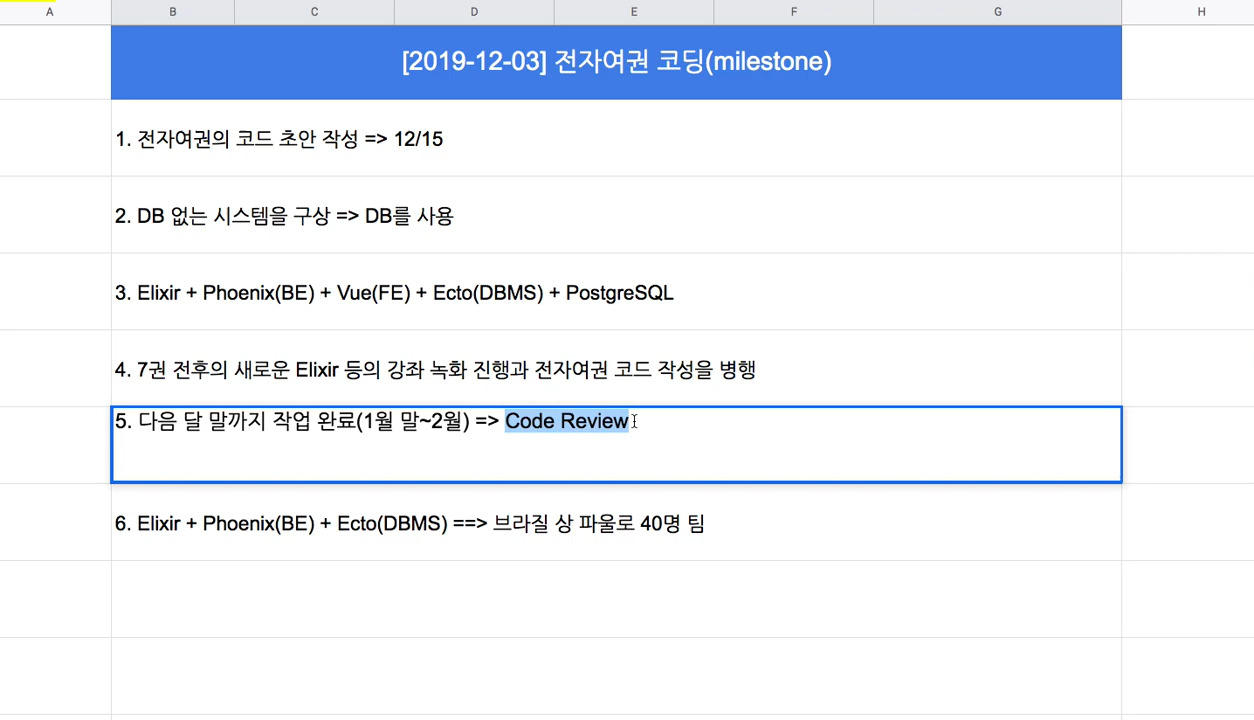 A B C D E F G H
[2019-12-03] 전자여권 코딩(milestone)
1. 전자여권의 코드 초안 작성 => 12/15
2. DB 없는 시스템을 구상 => DB를 사용
3. Elixir + Phoenix(BE) + Vue(FE) + Ecto(DBMS) + PostgreSQL
4. 7권 전후의 새로운 Elixir 등의 강좌 녹화 진행과 전자여권 코드 작성을 병행
5. 다음 달 말까지 작업 완료(1월 말~2월) => Code Review
6. Elixir + Phoenix(BE) + Ecto(DBMS) ==> 브라질 상 파울로 40명 팀